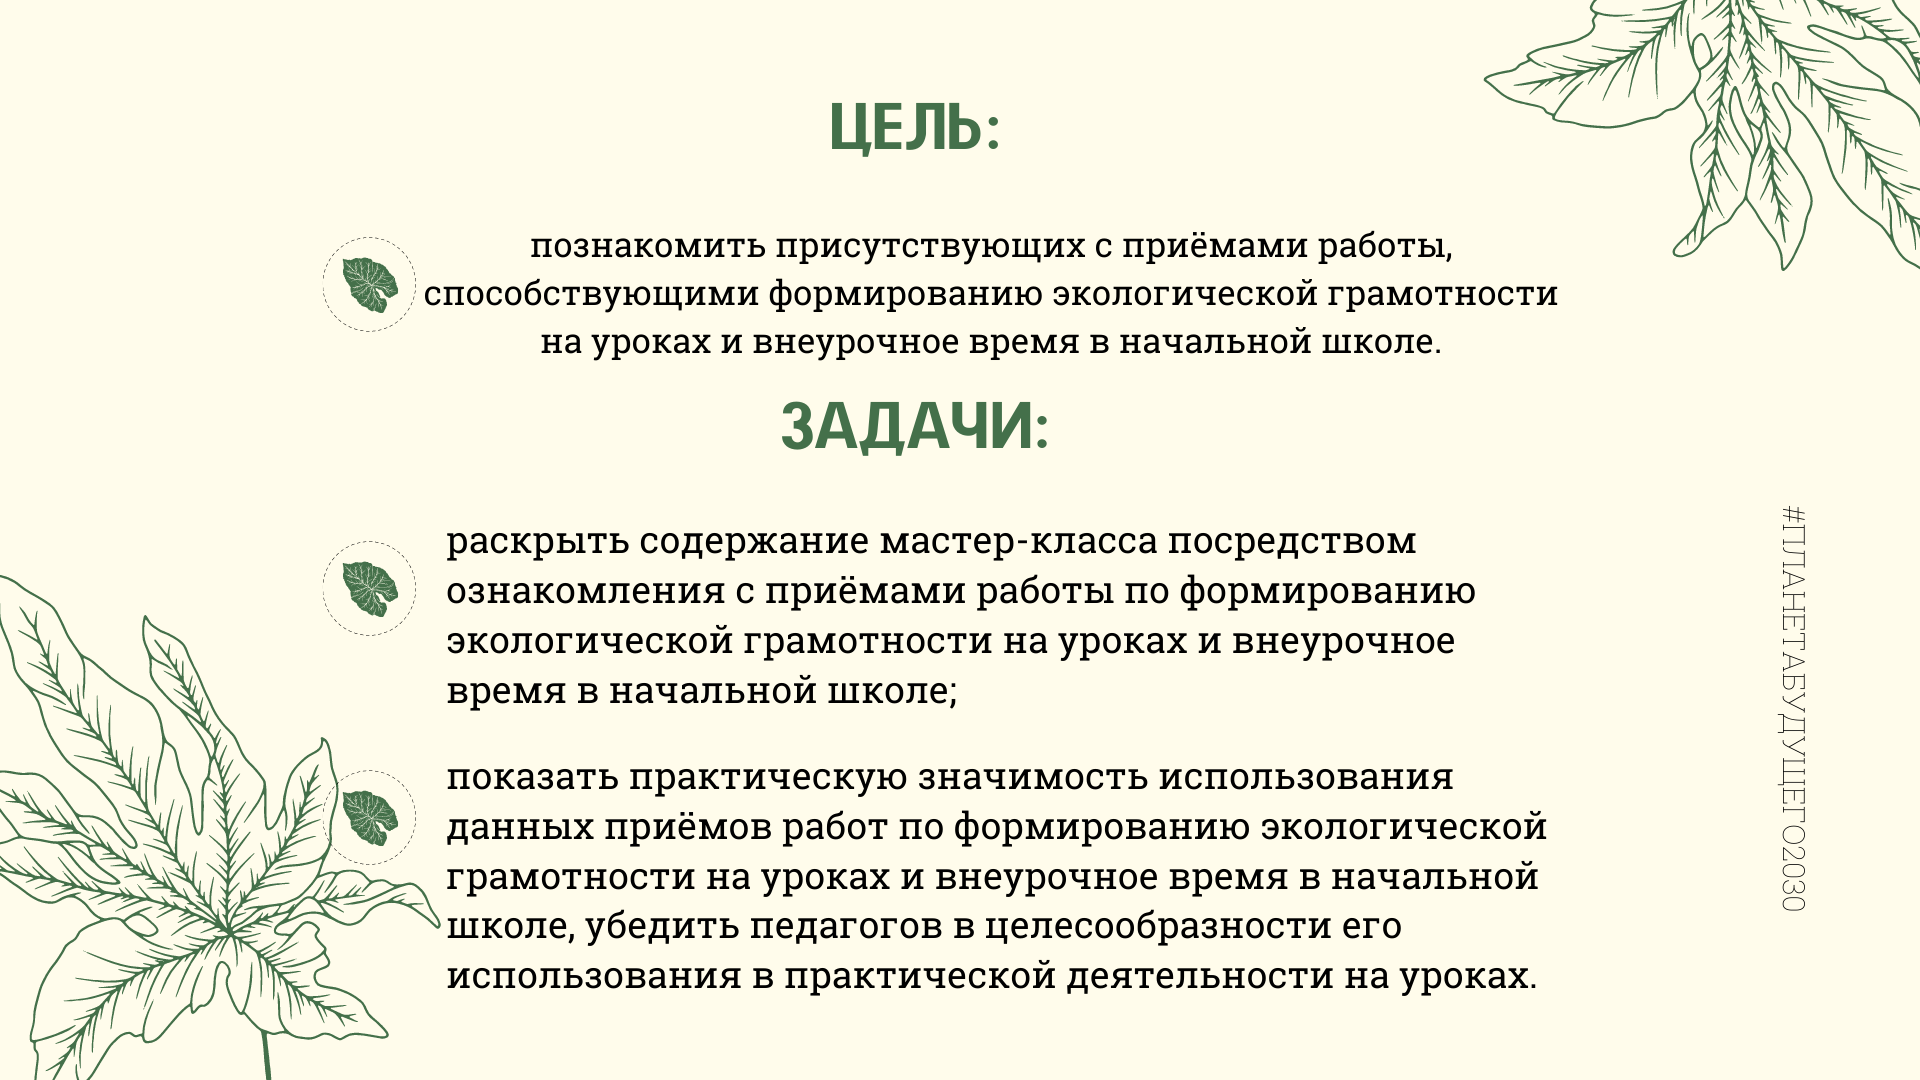 ЦЕЛЬ:
познакомить присутствующих с приёмами работы,
способствующими формированию экологической грамотности
на уроках и внеурочное время в начальной школе.
ЗАДАЧИ:
раскрыть содержание мастер-класса посредством
ознакомления с приёмами работы по формированию
экологической грамотности на уроках и внеурочное
время в начальной школе;
показать практическую значимость использования
данных приёмов работ по формированию экологической
грамотности на уроках и внеурочное время в начальной
школе, убедить педагогов в целесообразности его
использования в практической деятельности на уроках.
#ПЛАНЕТАБУДУЩЕГО2030